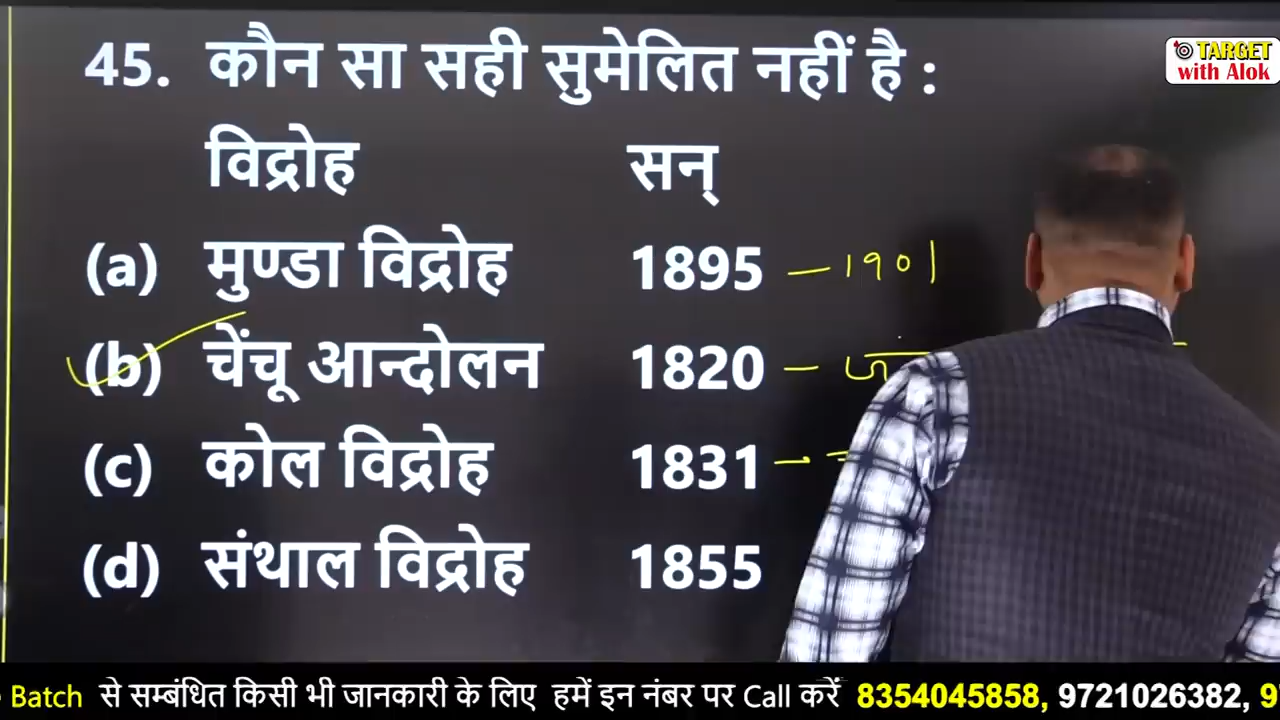 TARGET
with Alok
45. कौन सा सही सुमेलित नहीं है :
विद्रोह सन्
(a) मुण्डा विद्रोह 1895 – 1901
(b) चेंचू आन्दोलन 1820 –
(c) कोल विद्रोह 1831 –
(d) संथाल विद्रोह 1855
Batch से सम्बंधित किसी भी जानकारी के लिए हमें इन नंबर पर Call करें 8354045858, 9721026382,